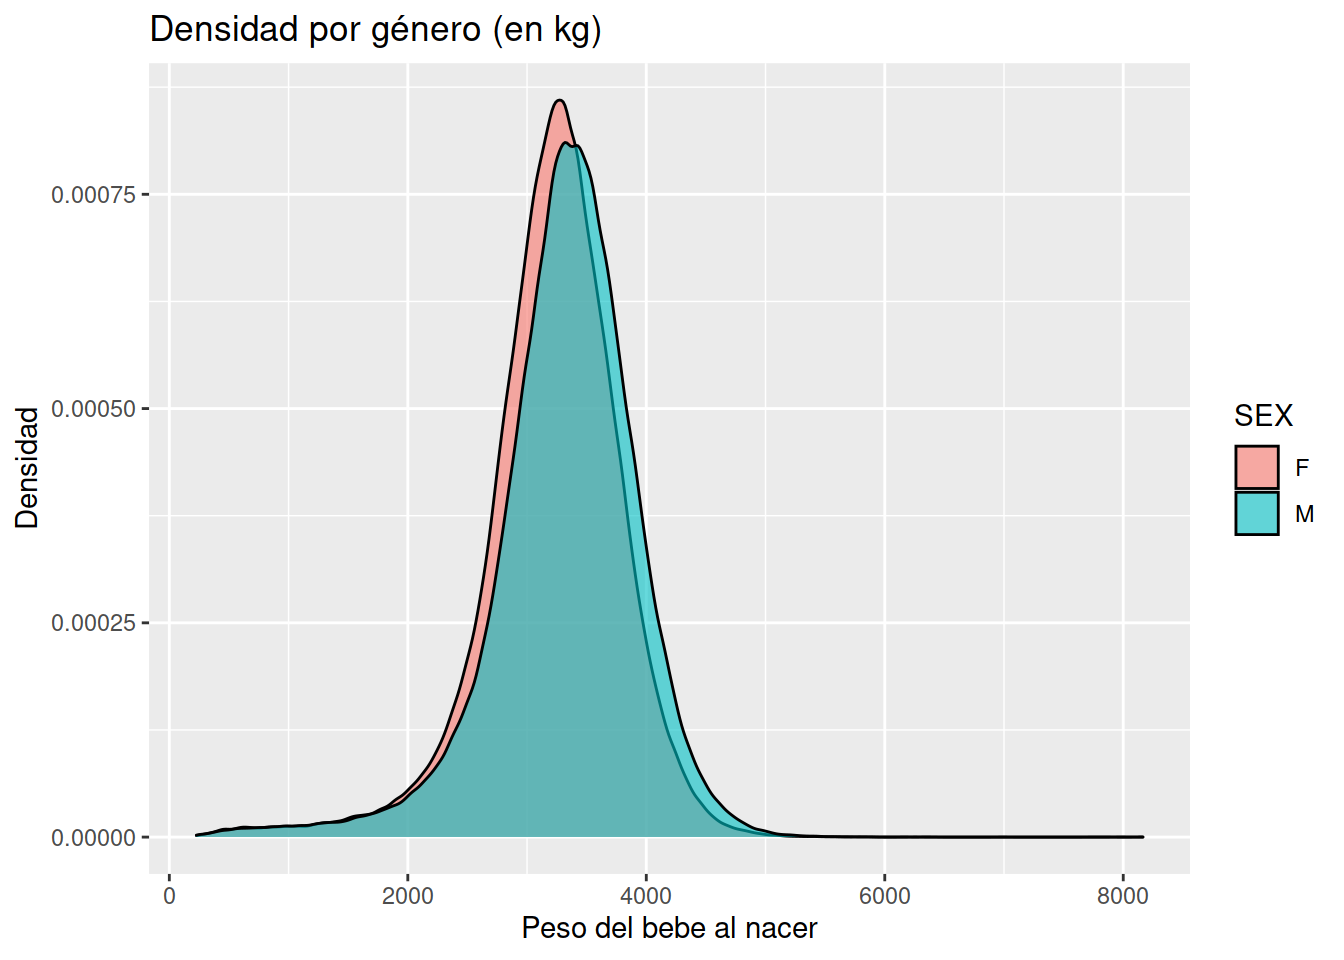 Densidad por género (en kg)
0.00075
0.00050
0.00025
0.00000
Densidad
0 2000 4000 6000 8000
Peso del bebe al nacer
SEX
F
M